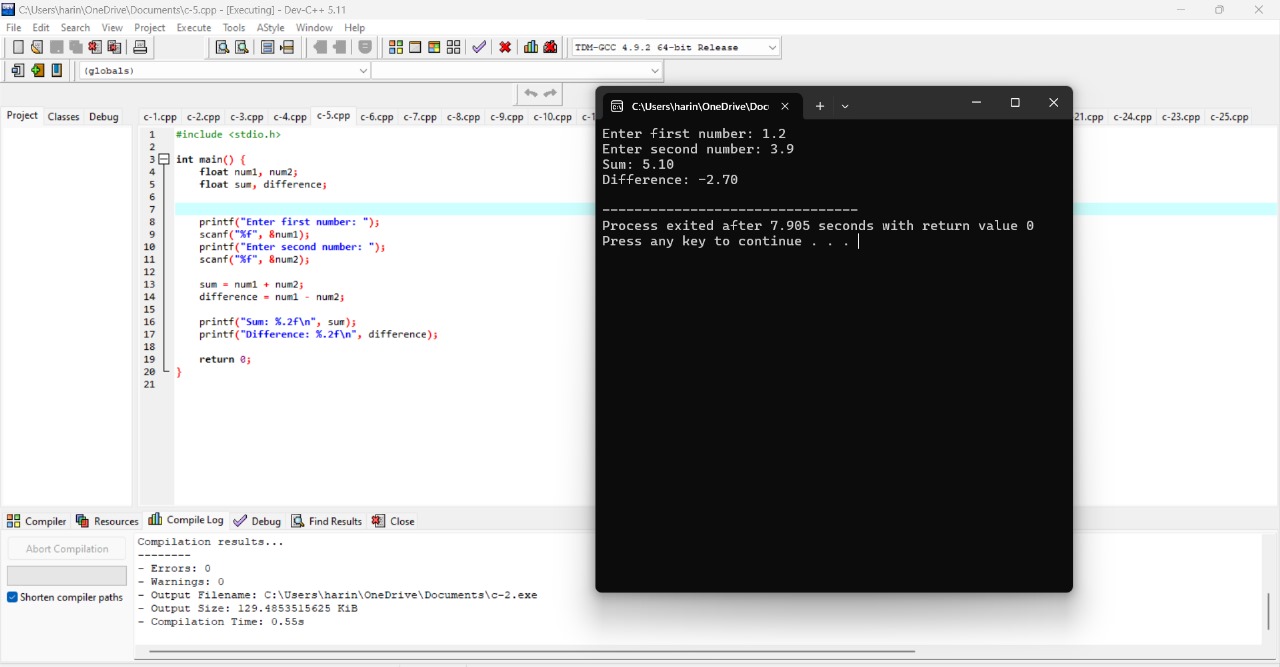 C:\Users\harin\OneDrive\Documents\c-5.cpp - [Executing] - Dev-C++ 5.11
File Edit Search View Project Execute Tools AStyle Window Help
TDM-GCC 4.9.2 64-bit Release
(globals)
Project Classes Debug
c-1.cpp c-2.cpp c-3.cpp c-4.cpp c-5.cpp c-6.cpp c-7.cpp c-8.cpp c-9.cpp c-10.cpp c-1 21.cpp c-24.cpp c-23.cpp c-25.cpp
1 #include <stdio.h>
2
3 int main() {
4 float num1, num2;
5 float sum, difference;
6
7
8 printf("Enter first number: ");
9 scanf("%f", &num1);
10 printf("Enter second number: ");
11 scanf("%f", &num2);
12
13 sum = num1 + num2;
14 difference = num1 - num2;
15
16 printf("Sum: %.2f\n", sum);
17 printf("Difference: %.2f\n", difference);
18
19 return 0;
20 }
21
C:\Users\harin\OneDrive\Doc
Enter first number: 1.2
Enter second number: 3.9
Sum: 5.10
Difference: -2.70
--------------------------------
Process exited after 7.905 seconds with return value 0
Press any key to continue . . .
Compiler Resources Compile Log Debug Find Results Close
Abort Compilation
Shorten compiler paths
Compilation results...
--------
- Errors: 0
- Warnings: 0
- Output Filename: C:\Users\harin\OneDrive\Documents\c-2.exe
- Output Size: 129.4853515625 KiB
- Compilation Time: 0.55s